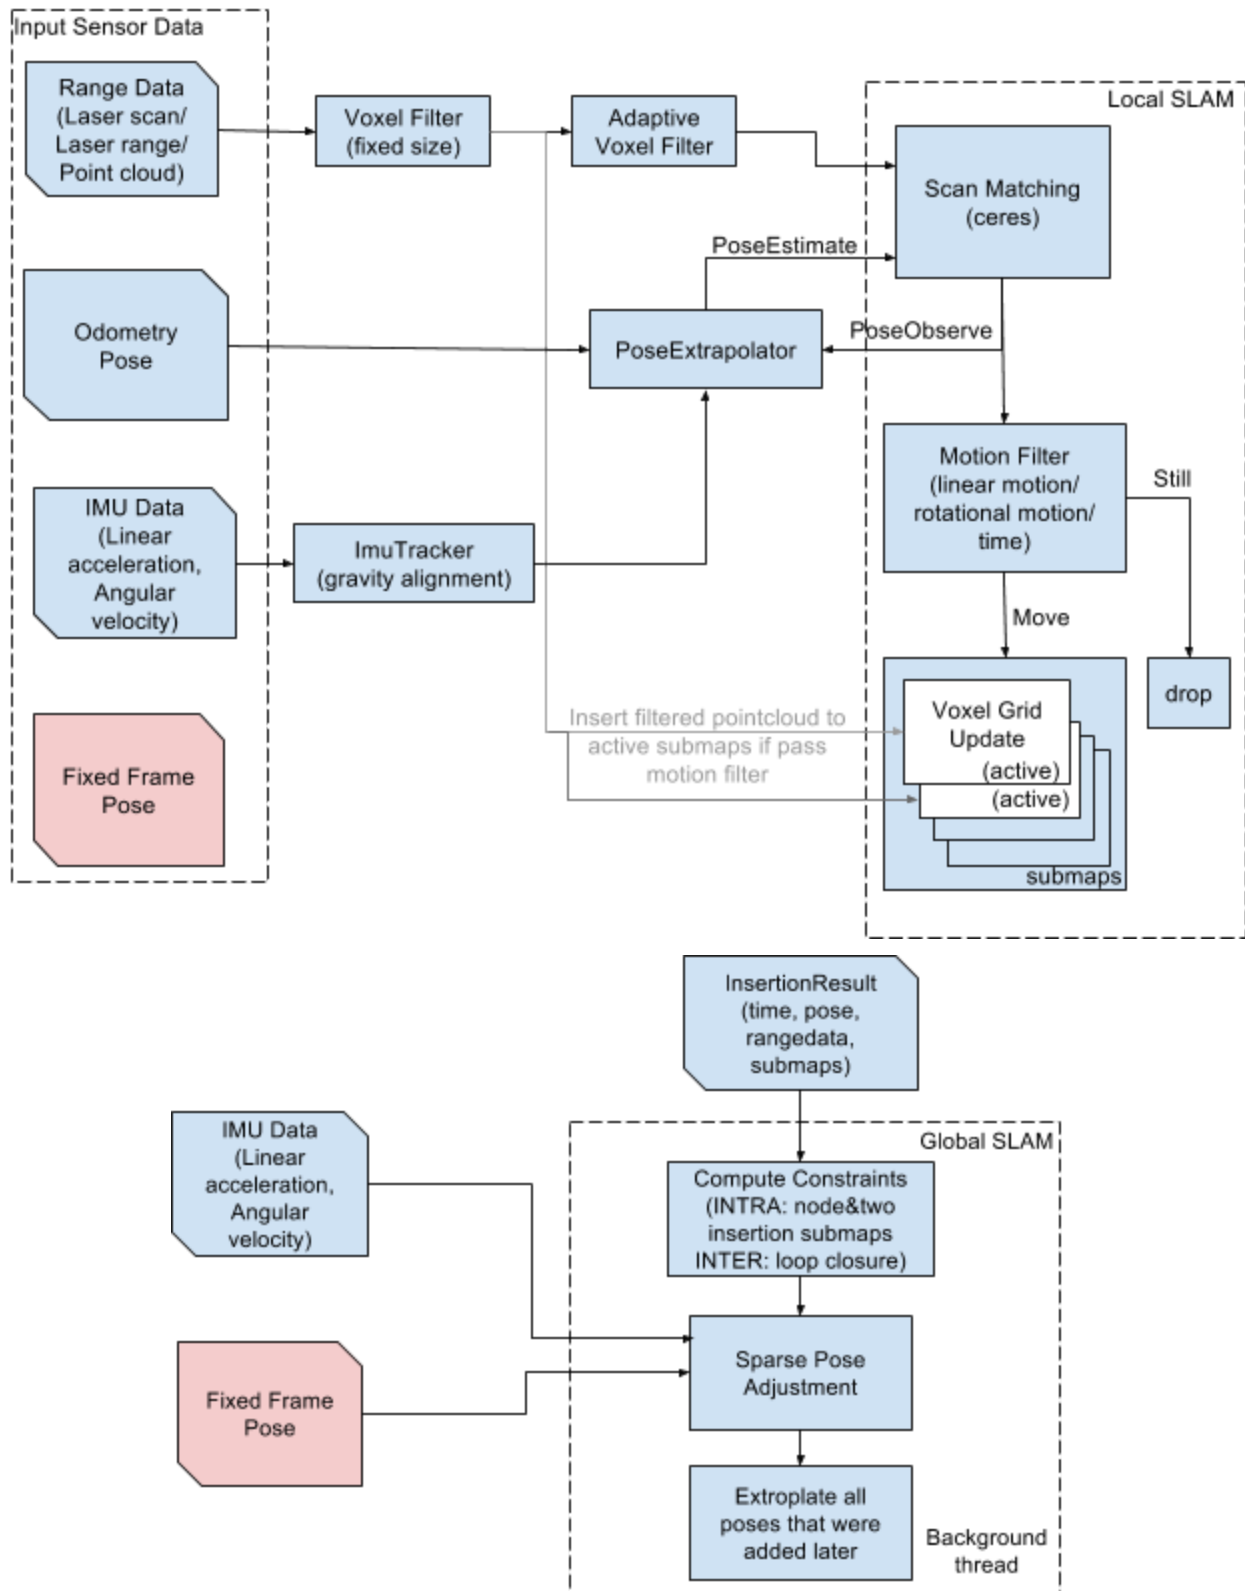 Input Sensor Data
Range Data
(Laser scan/
Laser range/
Point cloud)
Voxel Filter
(fixed size)
Adaptive
Voxel Filter
Local SLAM
Scan Matching
(ceres)
PoseEstimate
Odometry
Pose
PoseExtrapolator
PoseObserve
Motion Filter
(linear motion/
rotational motion/
time)
Still
IMU Data
(Linear
acceleration,
Angular
velocity)
ImuTracker
(gravity alignment)
Move
drop
Fixed Frame
Pose
Insert filtered pointcloud to
active submaps if pass
motion filter
Voxel Grid
Update
(active)
(active)
submaps
InsertionResult
(time, pose,
rangedata,
submaps)
IMU Data
(Linear
acceleration,
Angular
velocity)
Global SLAM
Compute Constraints
(INTRA: node&two
insertion submaps
INTER: loop closure)
Sparse Pose
Adjustment
Fixed Frame
Pose
Extroplate all
poses that were
added later
Background
thread